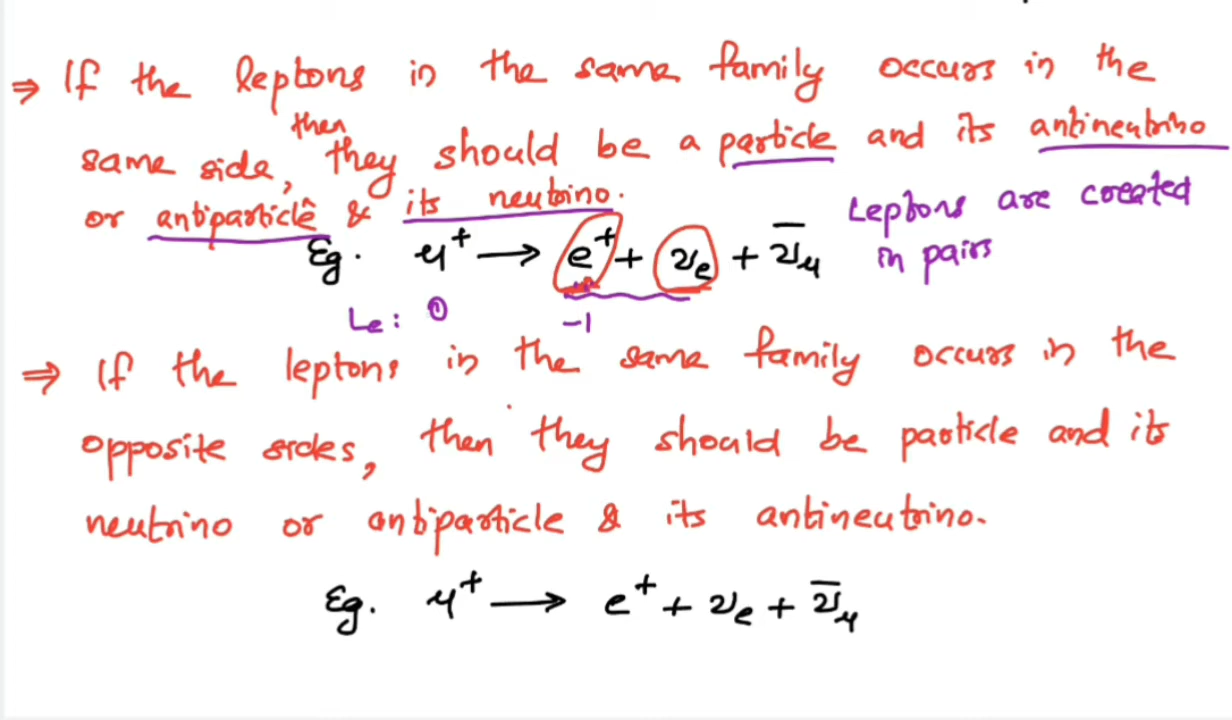 ⇒ If the leptons in the same family occurs in the
same side, then they should be a particle and its antineutrino
or antiparticle & its neutrino.
Leptons are created
in pairs
Eg. μ⁺ ⟶ e⁺ + νₑ + ν̄_μ
Le: 0 -1
⇒ If the leptons in the same family occurs in the
opposite sides, then they should be particle and its
neutrino or antiparticle & its antineutrino.
Eg. μ⁺ ⟶ e⁺ + νₑ + ν̄_μ